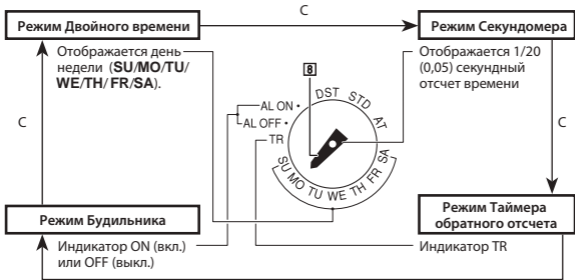 C
Режим Двойного времени
Режим Секундомера
Отображается день
недели (SU/MO/TU/
WE/TH/ FR/SA).
Отображается 1/20
(0,05) секундный
отсчет времени
8
DST STD AT
AL ON
AL OFF
TR
SU MO TU WE TH FR SA
C
C
Режим Будильника
Режим Таймера
обратного отсчета
Индикатор ON (вкл.)
или OFF (выкл.)
Индикатор TR